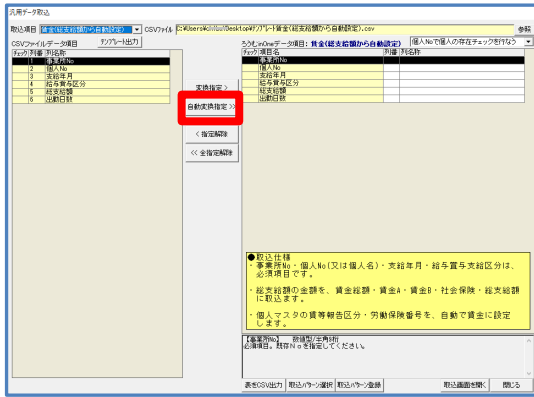 汎用データ取込
取込項目 賃金(総支給額から自動設定) CSVファイル C:¥Users¥ ¥Desktop¥ﾃﾝﾌﾟﾚｰﾄ賃金(総支給額から自動設定).csv 参照
CSVファイルデータ項目 ﾃﾝﾌﾟﾚｰﾄ出力 ろうむinOneデータ項目: 賃金(総支給額から自動設定) 個人Noで個人の存在チェックを行なう
ﾁｪｯｸ 列番 列名称 ﾁｪｯｸ 項目名 列番 列名称
1 事業所No 事業所No
2 個人No 個人No
3 支給年月 支給年月
4 給与賞与区分 給与賞与区分
5 総支給額 総支給額
6 出勤日数 出勤日数
変換指定 >
自動変換指定 >>
< 指定解除
<< 全指定解除
●取込仕様
・事業所No・個人No(又は個人名)・支給年月・給与賞与支給区分は、
必須項目です。
・総支給額の金額を、賃金総額・賃金A・賃金B・社会保険・総支給額
に取込ます。
・個人マスタの賃等報告区分・労働保険番号を、自動で賃金に設定
します。
【事業所No】 数値型/半角8桁
必須項目。既存Noを指定してください。
表をCSV出力 取込ﾊﾟﾀｰﾝ選択 取込ﾊﾟﾀｰﾝ登録 取込画面を開く 閉じる